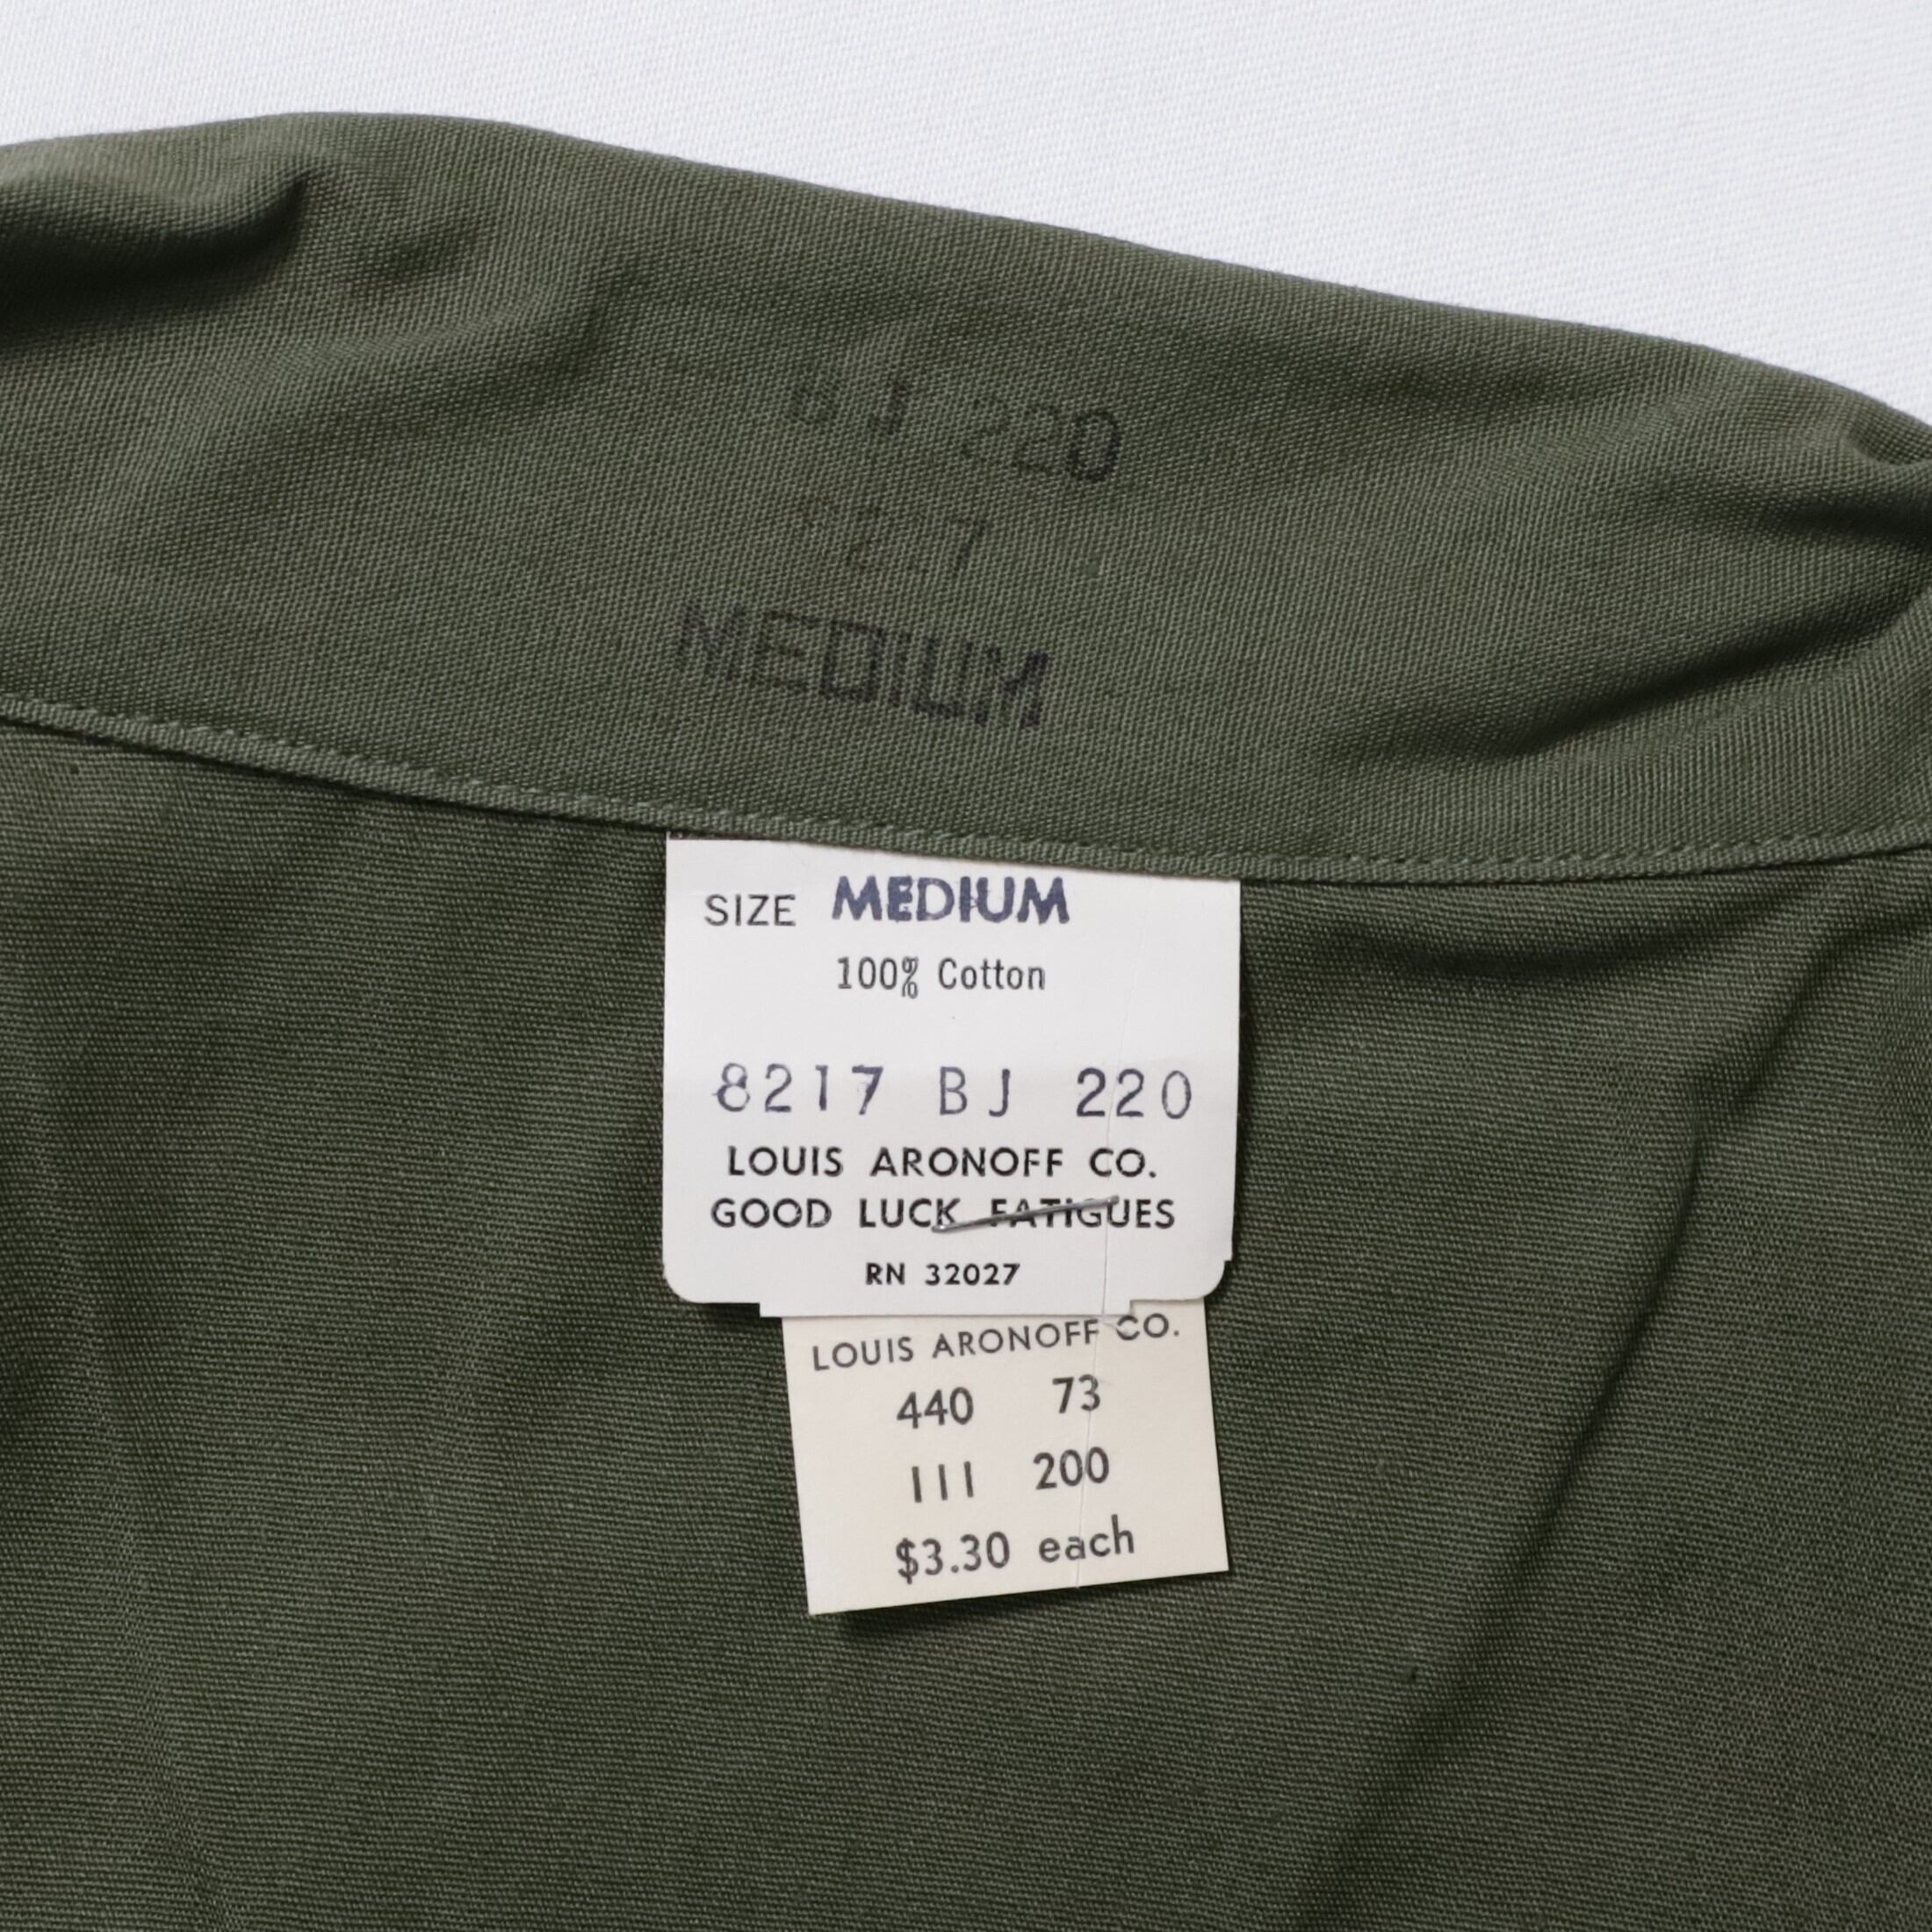 BJ 220
8217
MEDIUM
SIZE MEDIUM
100% Cotton
8217 BJ 220
LOUIS ARONOFF CO.
GOOD LUCK FATIGUES
RN 32027
LOUIS ARONOFF CO.
440 73
111 200
$3.30 each